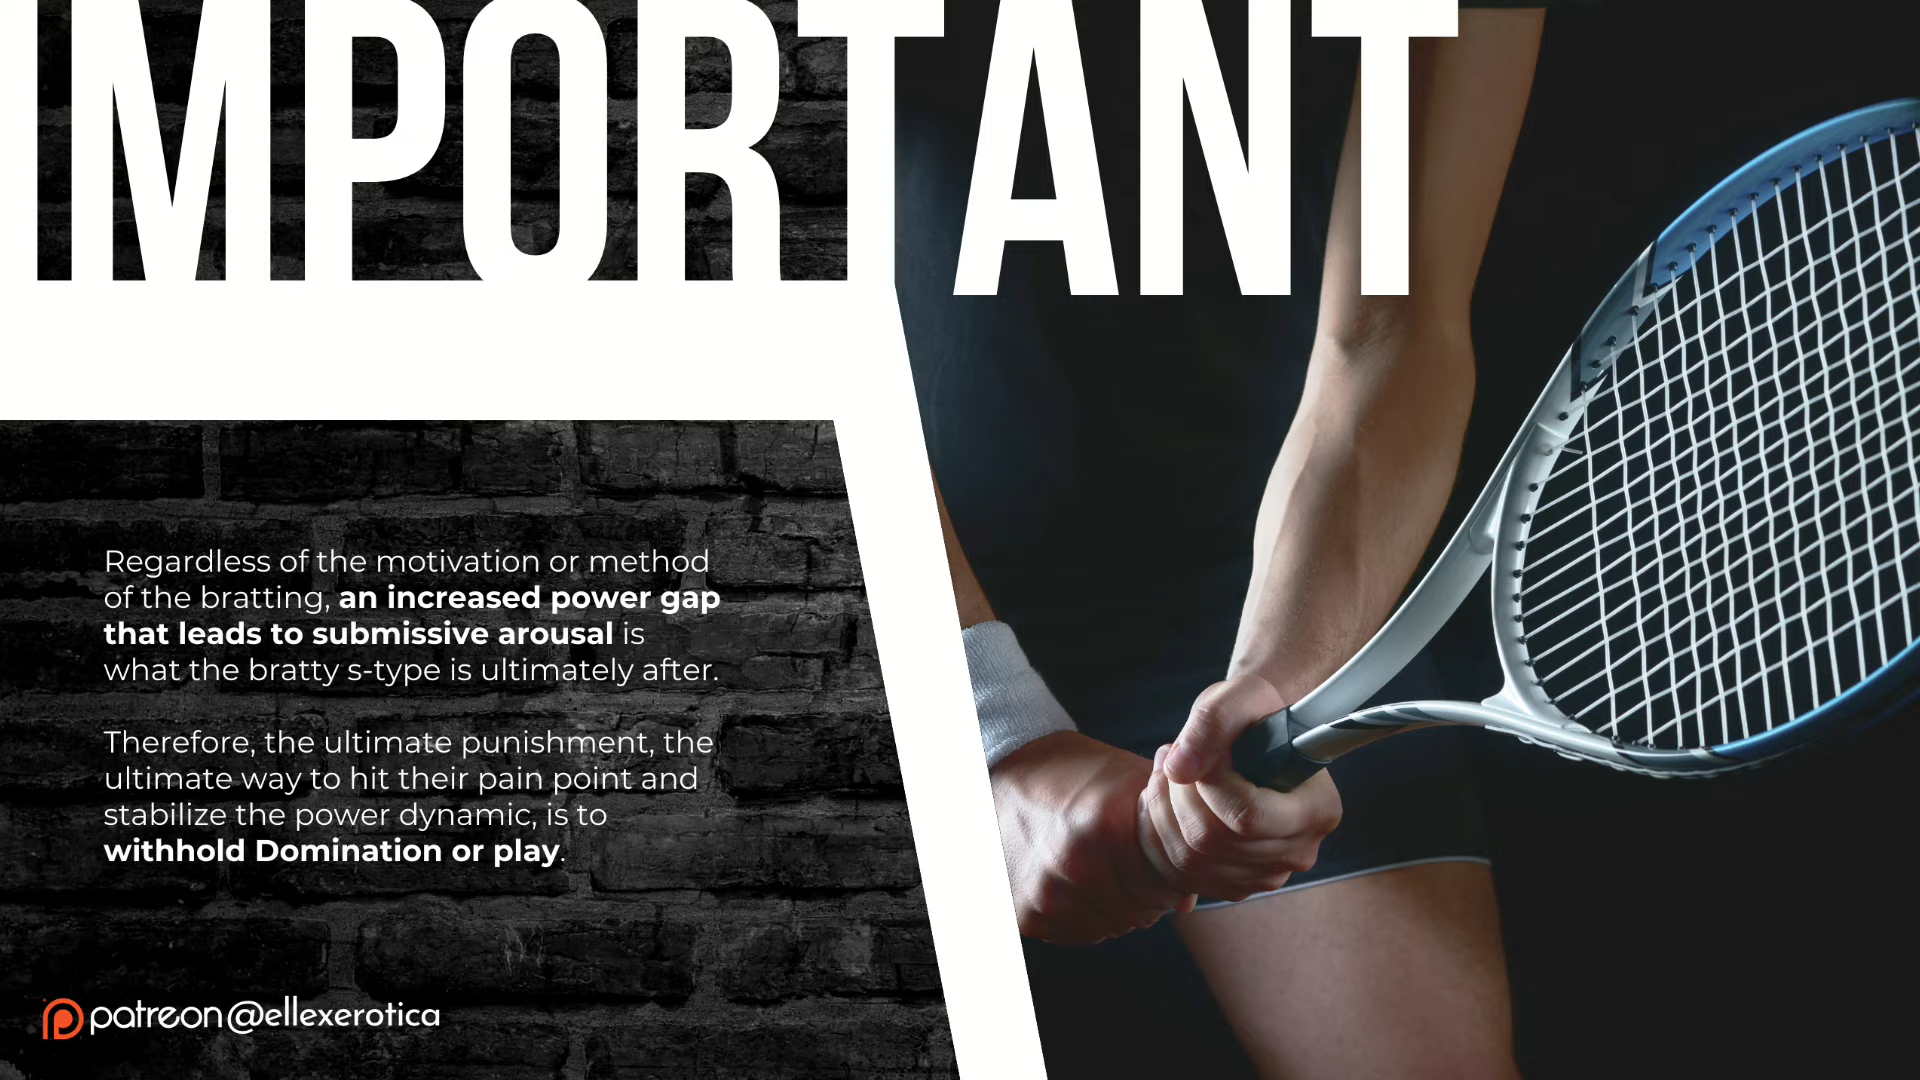 IMPORTANT
Regardless of the motivation or method
of the bratting, an increased power gap
that leads to submissive arousal is
what the bratty s-type is ultimately after.
Therefore, the ultimate punishment, the
ultimate way to hit their pain point and
stabilize the power dynamic, is to
withhold Domination or play.
patreon@ellexerotica